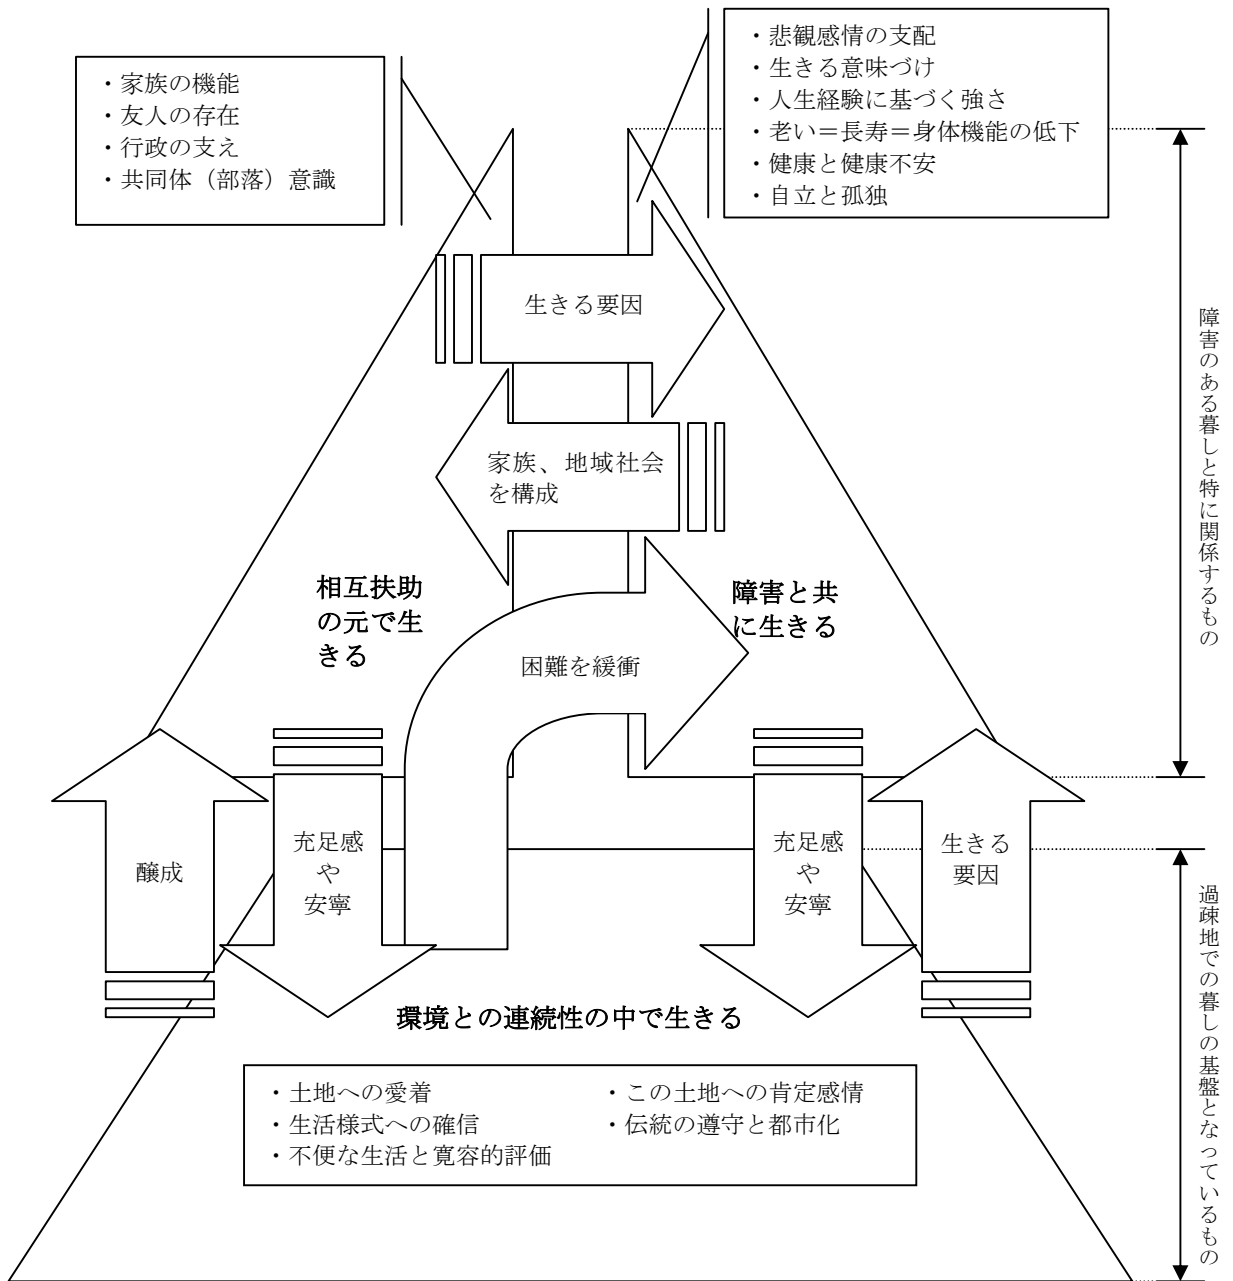 ・家族の機能
・友人の存在
・行政の支え
・共同体（部落）意識
・悲観感情の支配
・生きる意味づけ
・人生経験に基づく強さ
・老い＝長寿＝身体機能の低下
・健康と健康不安
・自立と孤独
生きる要因
家族、地域社会
を構成
相互扶助
の元で生
きる
障害と共
に生きる
困難を緩衝
障害のある暮しと特に関係するもの
醸成
充足感
や
安寧
充足感
や
安寧
生きる
要因
環境との連続性の中で生きる
・土地への愛着
・生活様式への確信
・不便な生活と寛容的評価
・この土地への肯定感情
・伝統の遵守と都市化
過疎地での暮しの基盤となっているもの